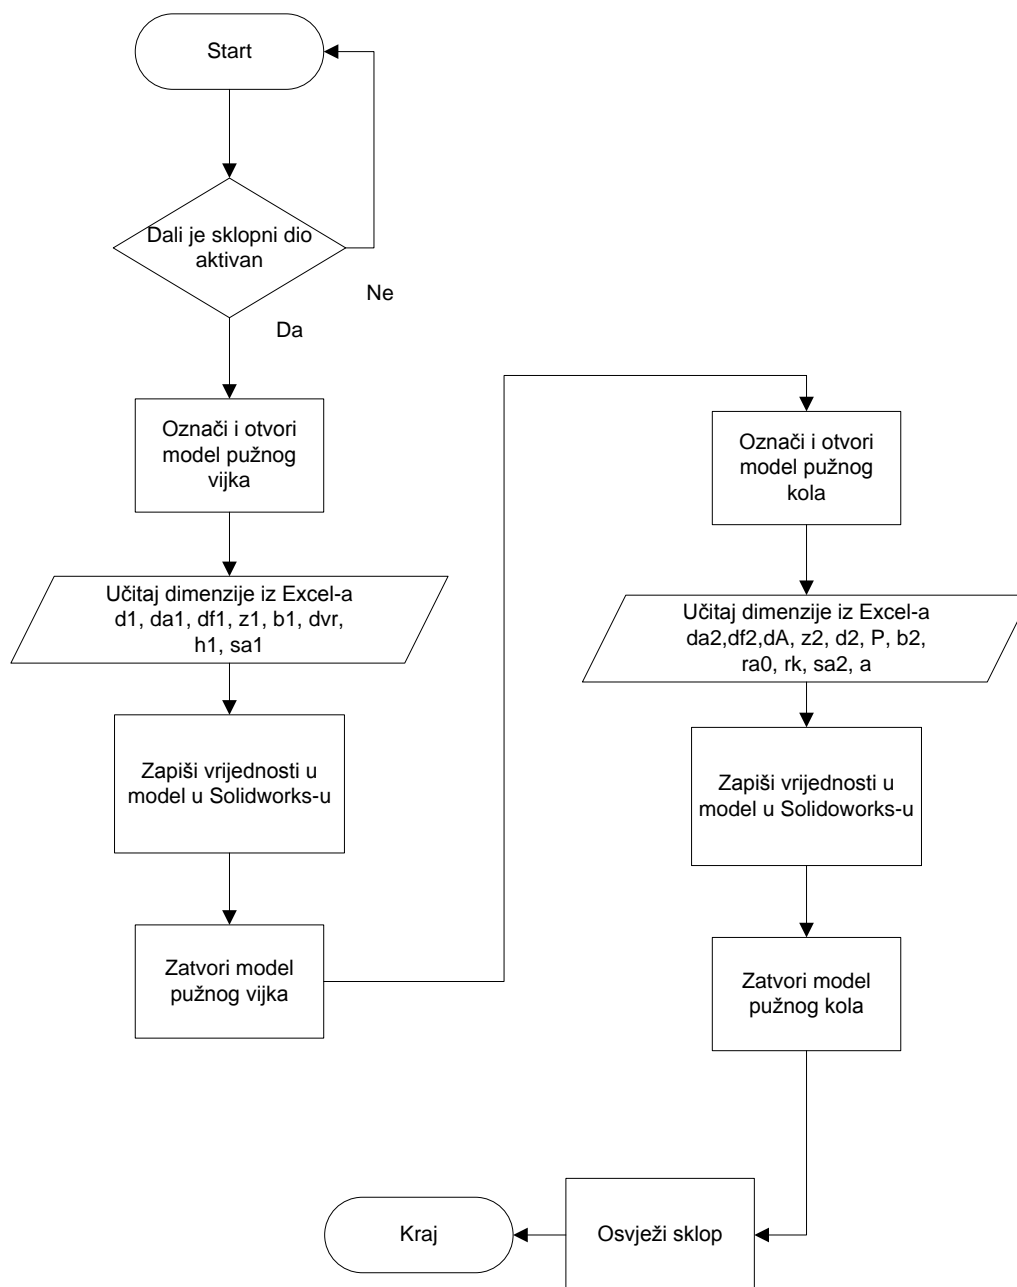 Start
Dali je sklopni dio
aktivan
Ne
Da
Označi i otvori
model pužnog
vijka
Učitaj dimenzije iz Excel-a
d1, da1, df1, z1, b1, dvr,
h1, sa1
Zapiši vrijednosti u
model u Solidworks-u
Zatvori model
pužnog vijka
Označi i otvori
model pužnog
kola
Učitaj dimenzije iz Excel-a
da2,df2,dA, z2, d2, P, b2,
ra0, rk, sa2, a
Zapiši vrijednosti u
model u Solidoworks-u
Zatvori model
pužnog kola
Osvježi sklop
Kraj